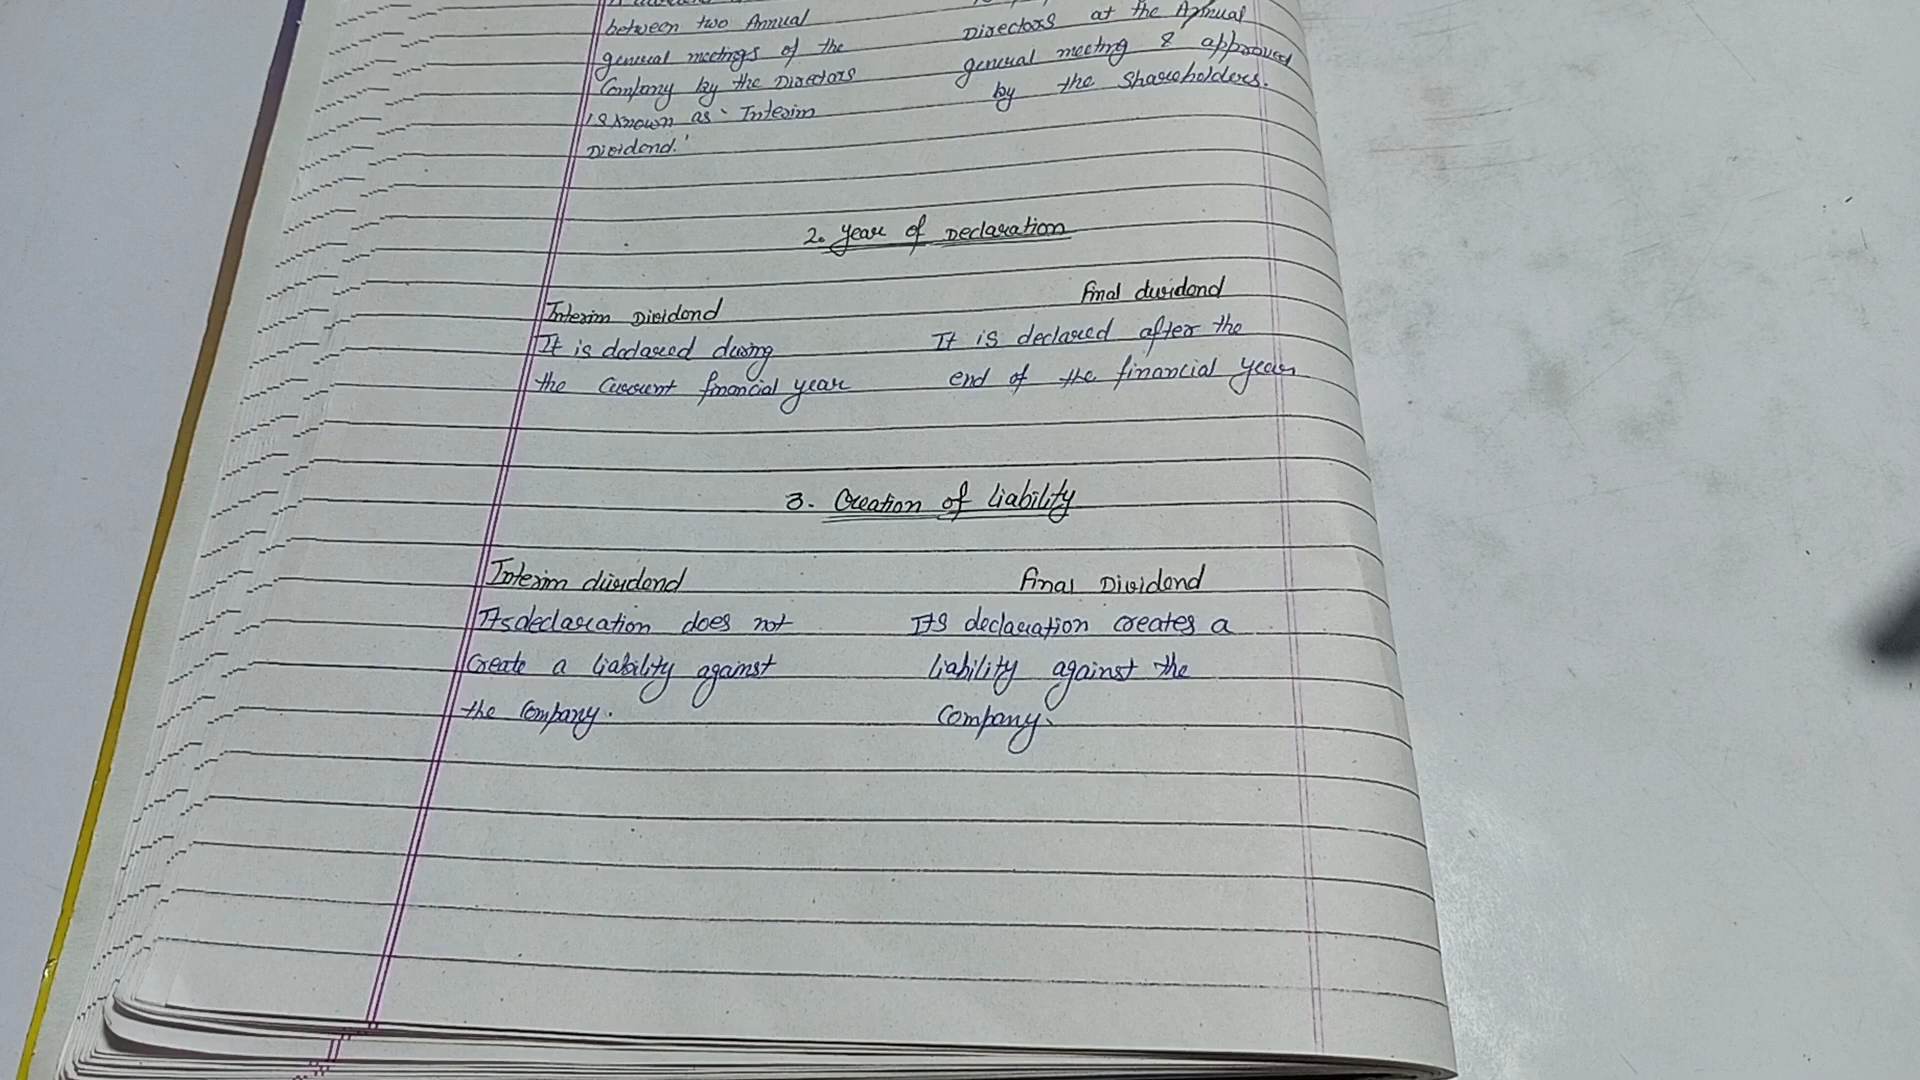 between two Annual
general meetings of the
Company by the Directors
is known as 'Interim
Dividend.'
Directors at the Annual
general meeting & approved
by the Shareholders.
2. Year of Declaration
Interim Dividend
It is declared during
the Current financial year
final dividend
It is declared after the
end of the financial year
3. Creation of liability
Interim dividend
Its declaration does not
Create a liability against
the Company.
final Dividend
Its declaration creates a
liability against the
Company.